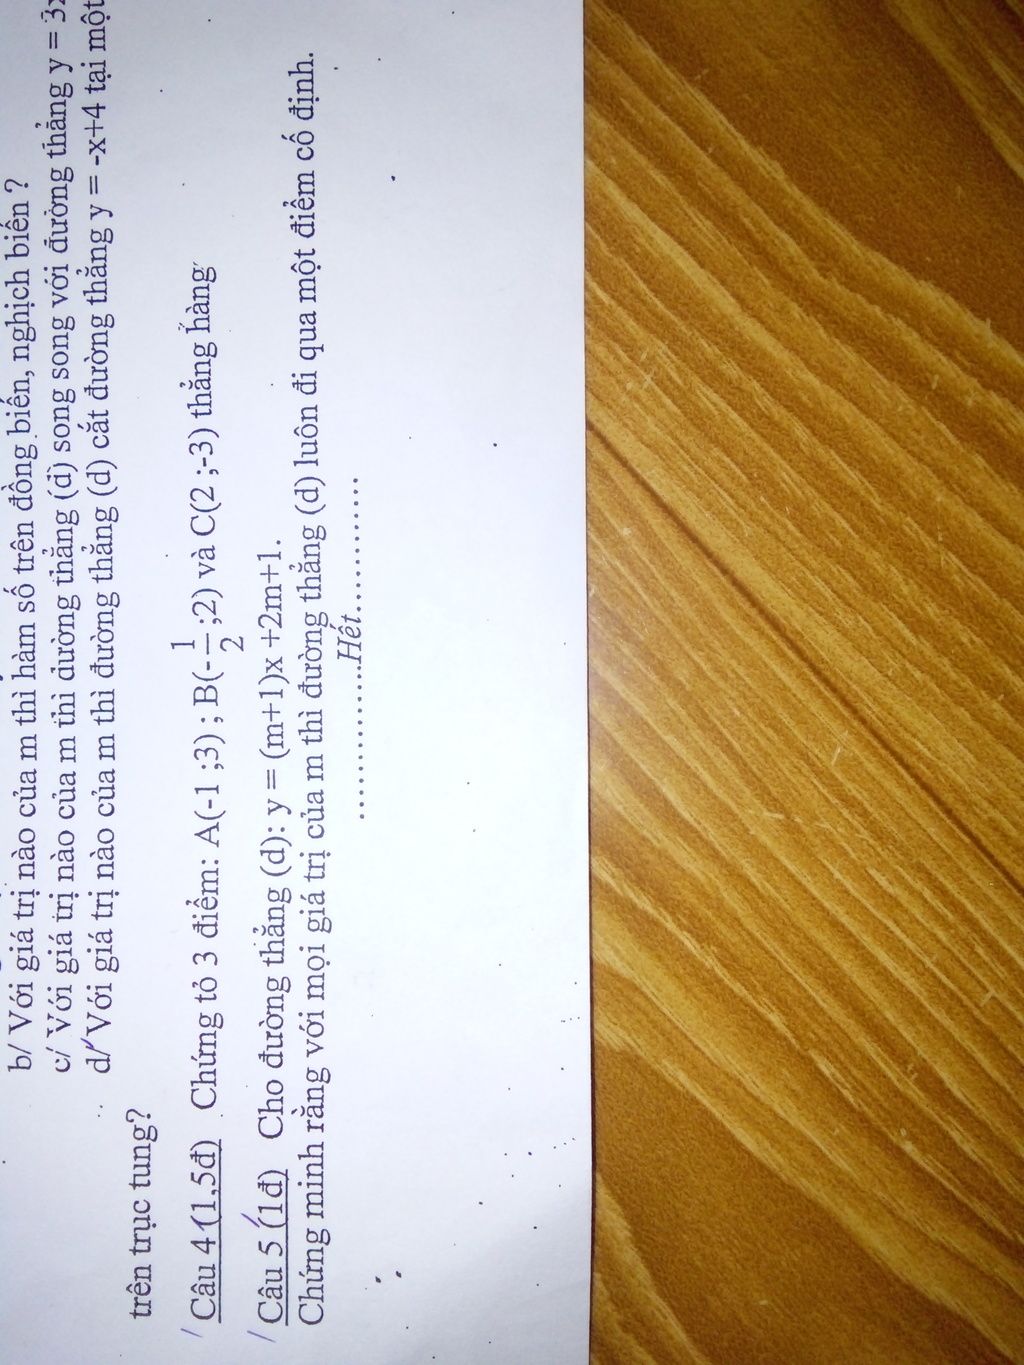 b/ Với giá trị nào của m thì hàm số trên đồng biến, nghịch biến ?
c/ Với giá trị nào của m thì đường thẳng (d) song song với đường thẳng y = 3x
d/ Với giá trị nào của m thì đường thẳng (d) cắt đường thẳng y = -x+4 tại một
trên trục tung?
Câu 4 (1,5đ) Chứng tỏ 3 điểm: A(-1 ;3) ; B(-1/2 ;2) và C(2 ;-3) thẳng hàng
Câu 5 (1đ) Cho đường thẳng (d): y = (m+1)x +2m+1.
Chứng minh rằng với mọi giá trị của m thì đường thẳng (d) luôn đi qua một điểm cố định.
..............Hết..............